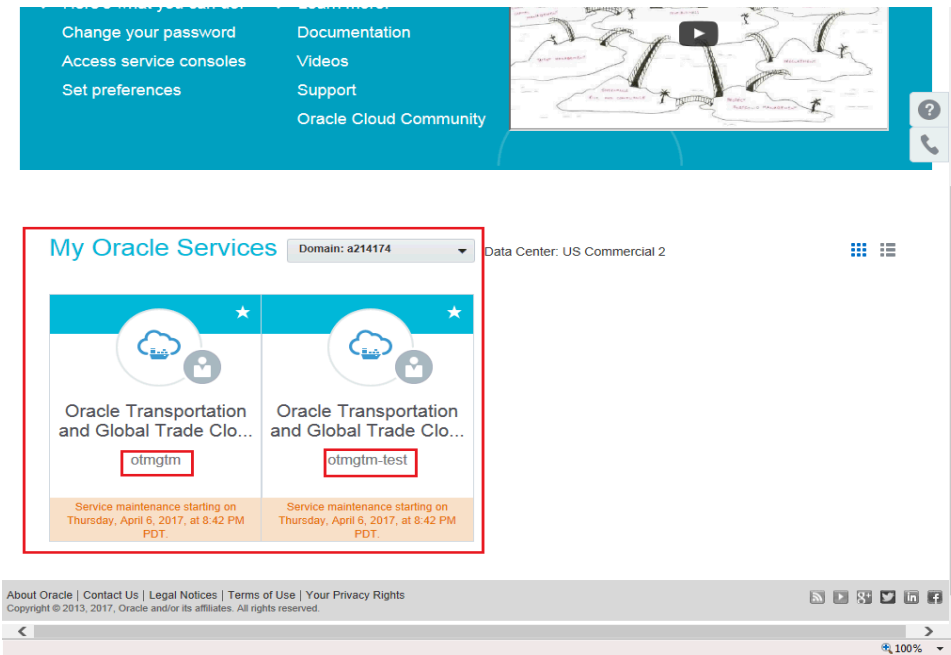 Change your password
Access service consoles
Set preferences
Documentation
Videos
Support
Oracle Cloud Community
?
My Oracle Services
Domain: a214174
Data Center: US Commercial 2
Oracle Transportation
and Global Trade Clo...
otmgtm
Service maintenance starting on
Thursday, April 6, 2017, at 8:42 PM
PDT.
Oracle Transportation
and Global Trade Clo...
otmgtm-test
Service maintenance starting on
Thursday, April 6, 2017, at 8:42 PM
PDT.
About Oracle | Contact Us | Legal Notices | Terms of Use | Your Privacy Rights
Copyright © 2013, 2017, Oracle and/or its affiliates. All rights reserved.
100%